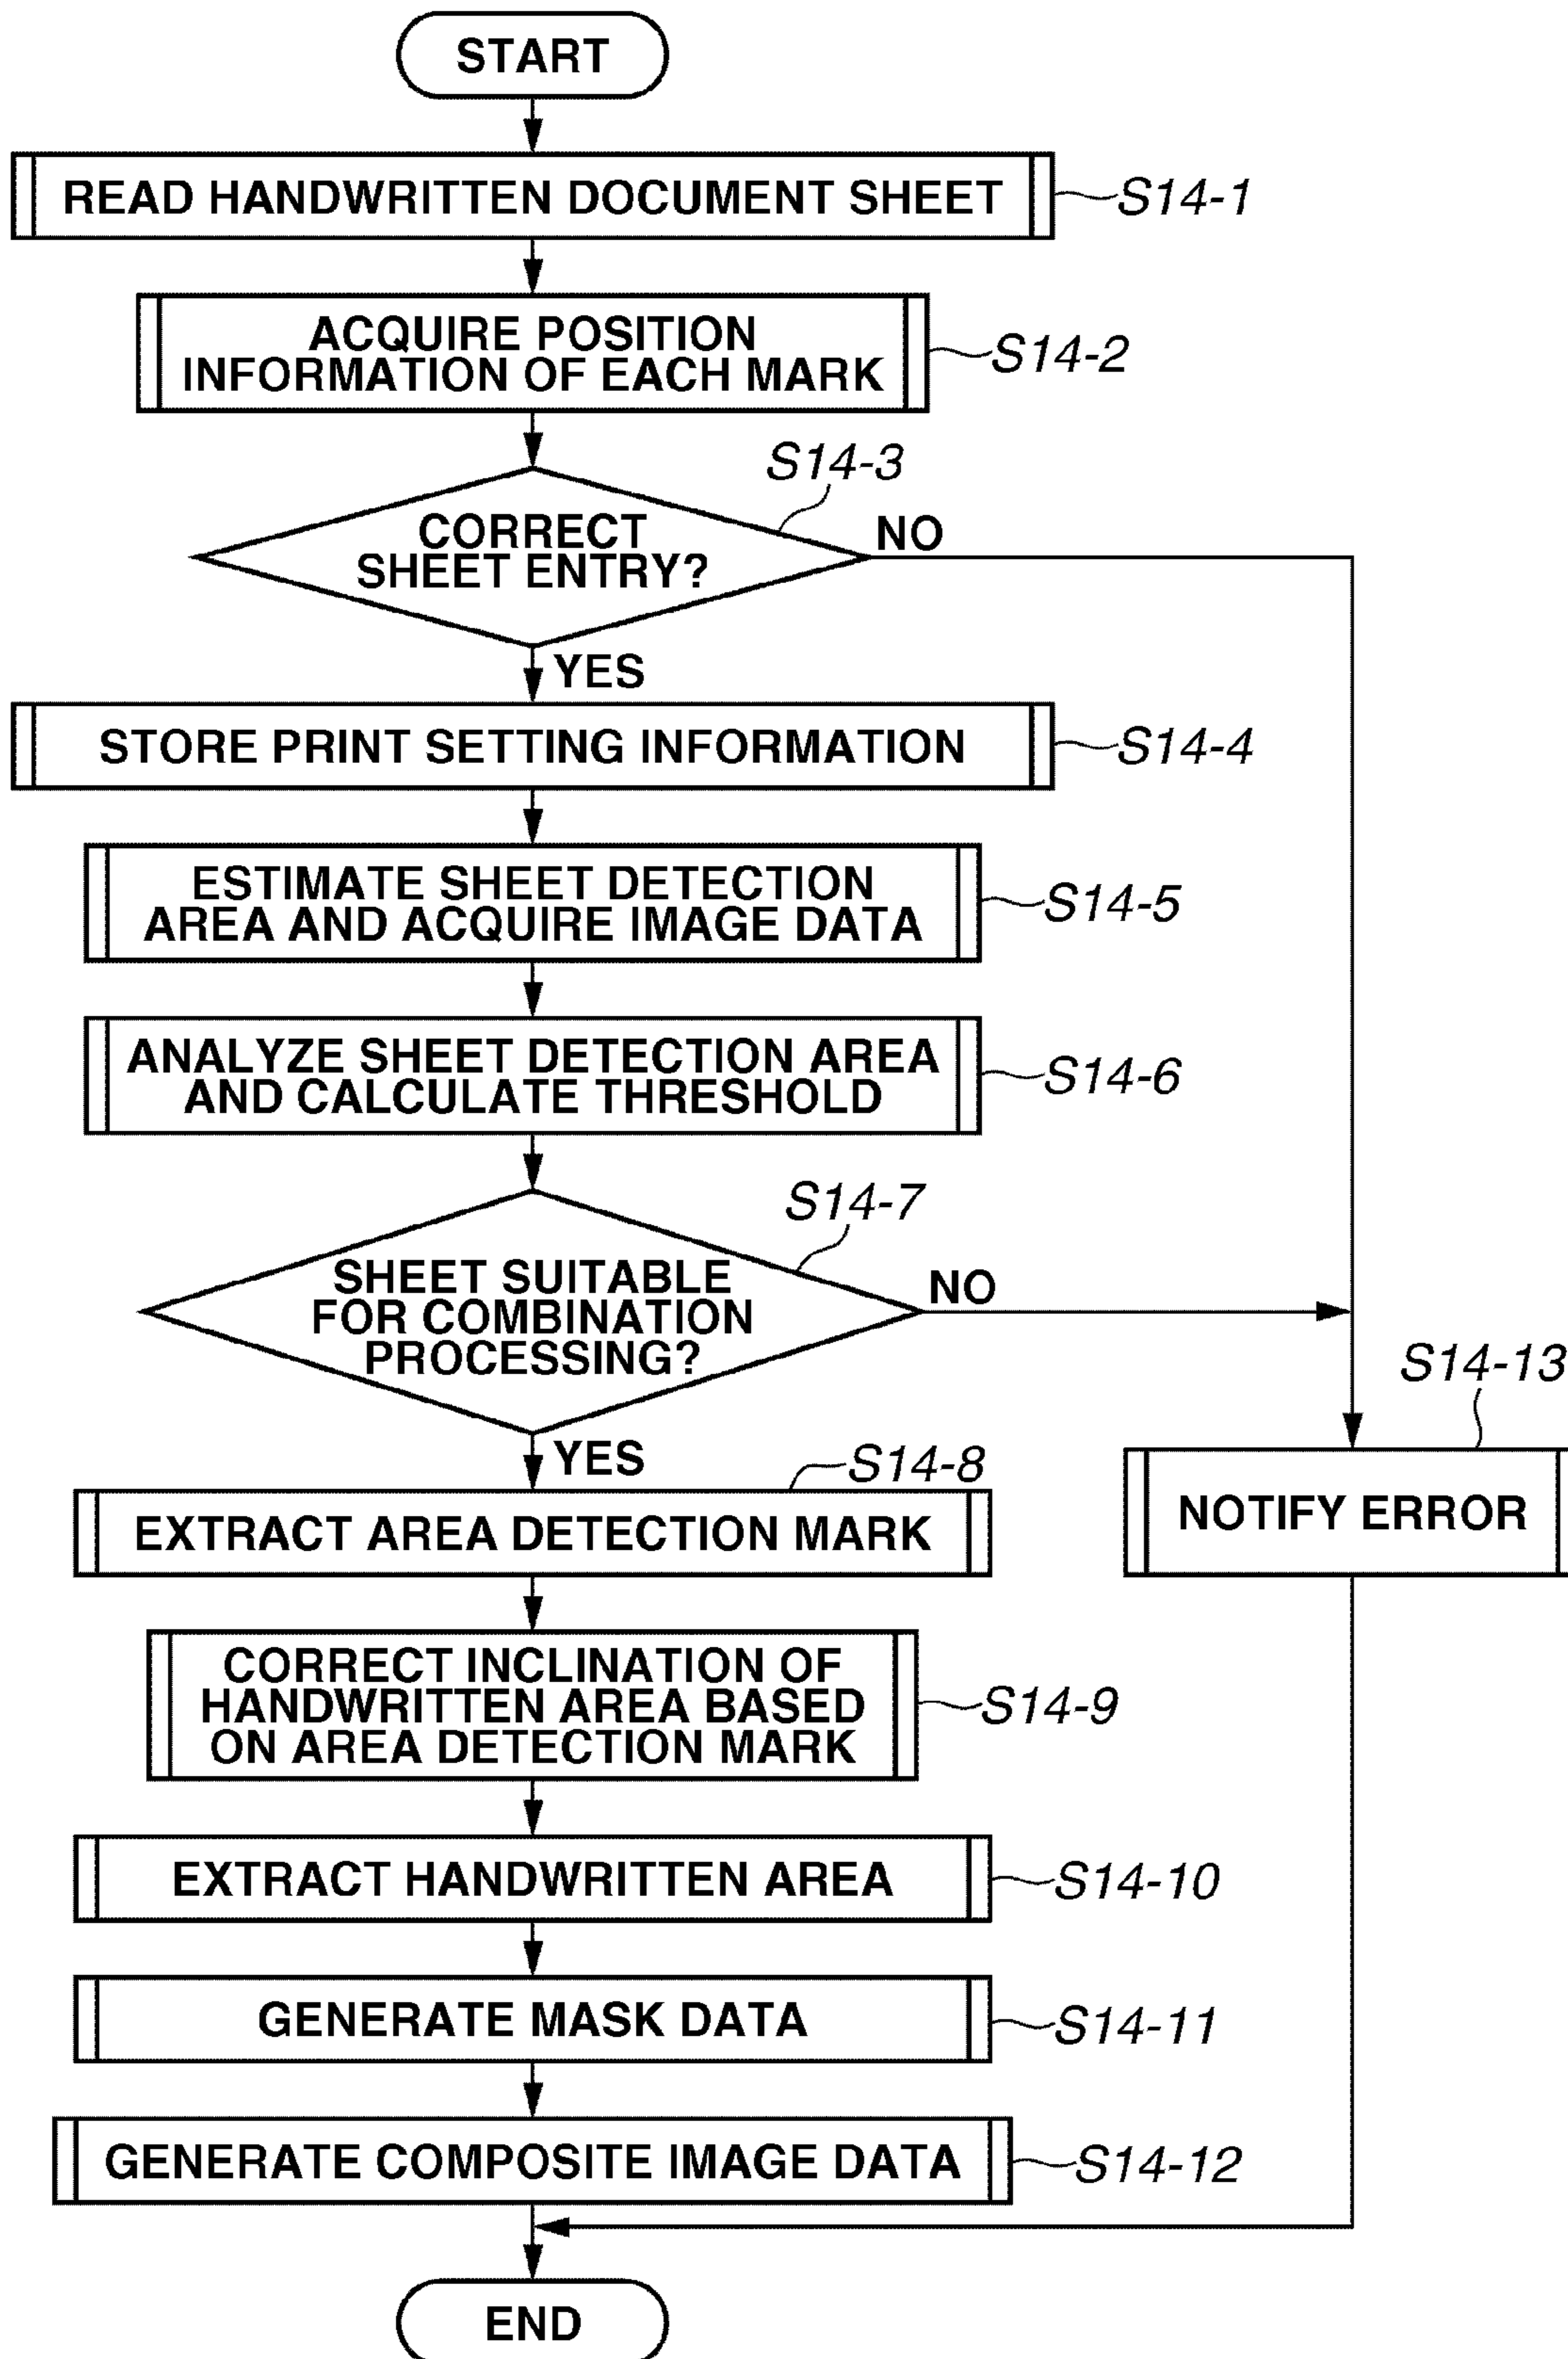 START
READ HANDWRITTEN DOCUMENT SHEET
S14-1
ACQUIRE POSITION
INFORMATION OF EACH MARK
S14-2
S14-3
CORRECT
SHEET ENTRY?
NO
YES
STORE PRINT SETTING INFORMATION
S14-4
ESTIMATE SHEET DETECTION
AREA AND ACQUIRE IMAGE DATA
S14-5
ANALYZE SHEET DETECTION AREA
AND CALCULATE THRESHOLD
S14-6
S14-7
SHEET SUITABLE
FOR COMBINATION
PROCESSING?
NO
YES
S14-13
NOTIFY ERROR
S14-8
EXTRACT AREA DETECTION MARK
CORRECT INCLINATION OF
HANDWRITTEN AREA BASED
ON AREA DETECTION MARK
S14-9
EXTRACT HANDWRITTEN AREA
S14-10
GENERATE MASK DATA
S14-11
GENERATE COMPOSITE IMAGE DATA
S14-12
END